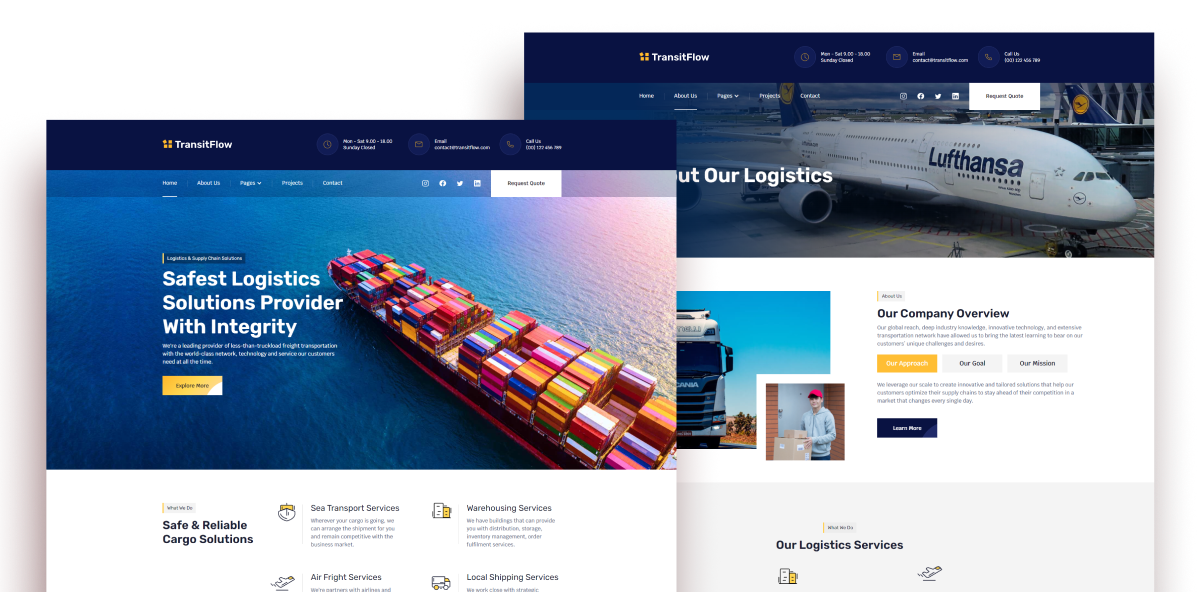 TransitFlow
Mon - Sat 9.00 - 18.00
Sunday Closed
Email
contact@transitflow.com
Call Us
(00) 122 456 789
Home
About Us
Pages
Projects
Contact
Request Quote
Lufthansa
ut Our Logistics
About Us
Our Company Overview
Our global reach, deep industry knowledge, innovative technology, and extensive
transportation network have allowed us to bring the latest learning to bear on our
customers' unique challenges and desires.
Our Approach
Our Goal
Our Mission
We leverage our scale to create innovative and tailored solutions that help our
customers optimize their supply chains to stay ahead of their competition in a
market that changes every single day.
Learn More
SCANIA
What We Do
Our Logistics Services
TransitFlow
Mon - Sat 9.00 - 18.00
Sunday Closed
Email
contact@transitflow.com
Call Us
(00) 122 456 789
Home
About Us
Pages
Projects
Contact
Request Quote
Logistics & Supply Chain Solutions
Safest Logistics
Solutions Provider
With Integrity
We're a leading provider of less-than-truckload freight transportation
with the world-class network, technology and service our customers
need at all the time.
Explore More
What We Do
Safe & Reliable
Cargo Solutions
Sea Transport Services
Wherever your cargo is going, we
can arrange the shipment for you
and remain competitive with the
business market.
Warehousing Services
We have buildings that can provide
you with distribution, storage,
inventory management, order
fulfilment services.
Air Fright Services
We're partners with airlines and
Local Shipping Services
We work close with strategic